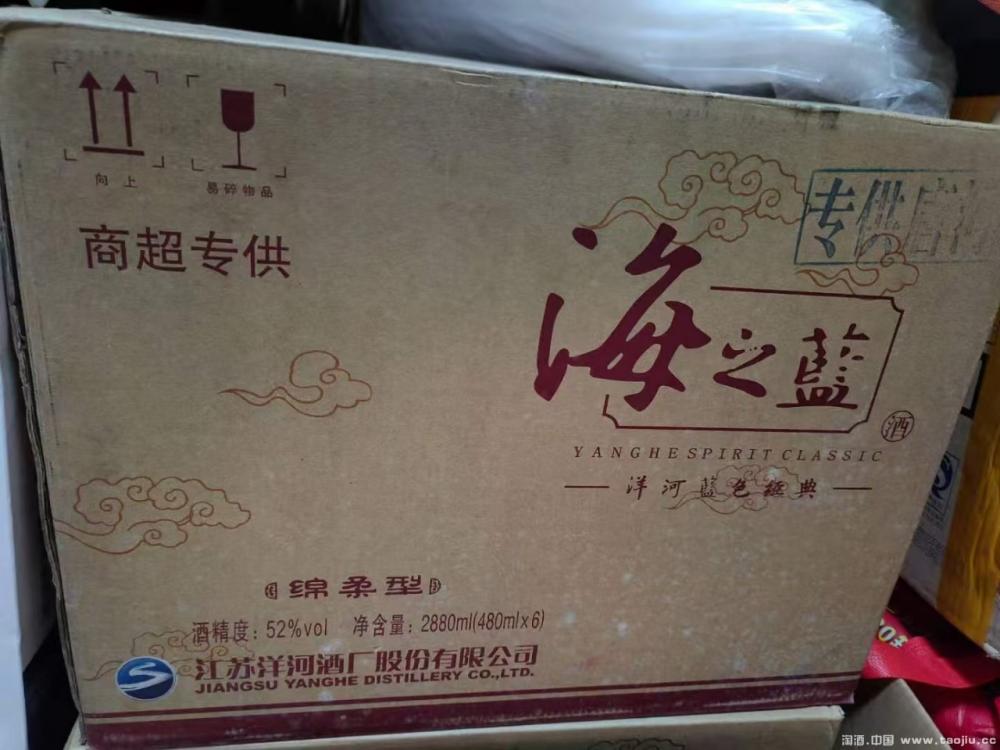 向上
易碎物品
商超专供
专供
海之藍
酒
YANGHE SPIRIT CLASSIC
洋河藍色经典
绵柔型
酒精度：52%vol 净含量：2880ml(480ml×6)
江苏洋河酒厂股份有限公司
JIANGSU YANGHE DISTILLERY CO.,LTD.
淘酒.中国 www.taojiu.cc